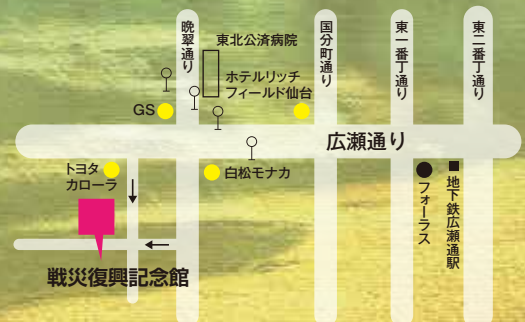 晩翠通り
東北公済病院
国分町通り
東一番丁通り
東二番丁通り
ホテルリッチ
フィールド仙台
GS
広瀬通り
トヨタ
カローラ
白松モナカ
フォーラス
地下鉄広瀬通駅
戦災復興記念館